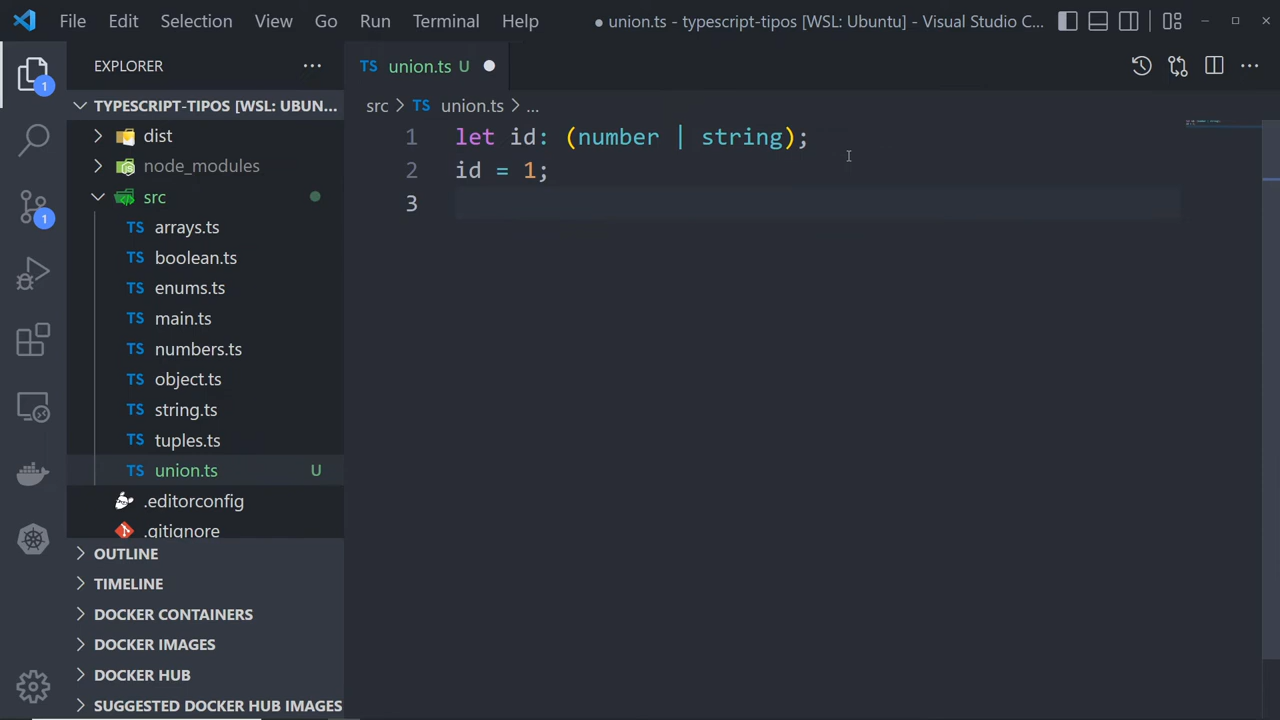 File Edit Selection View Go Run Terminal Help ● union.ts - typescript-tipos [WSL: Ubuntu] - Visual Studio C...
EXPLORER
TYPESCRIPT-TIPOS [WSL: UBUN...
dist
node_modules
src
TS arrays.ts
TS boolean.ts
TS enums.ts
TS main.ts
TS numbers.ts
TS object.ts
TS string.ts
TS tuples.ts
TS union.ts U
.editorconfig
.gitignore
OUTLINE
TIMELINE
DOCKER CONTAINERS
DOCKER IMAGES
DOCKER HUB
SUGGESTED DOCKER HUB IMAGES
1
1
TS union.ts U
src > TS union.ts > ...
1 let id: (number | string);
2 id = 1;
3